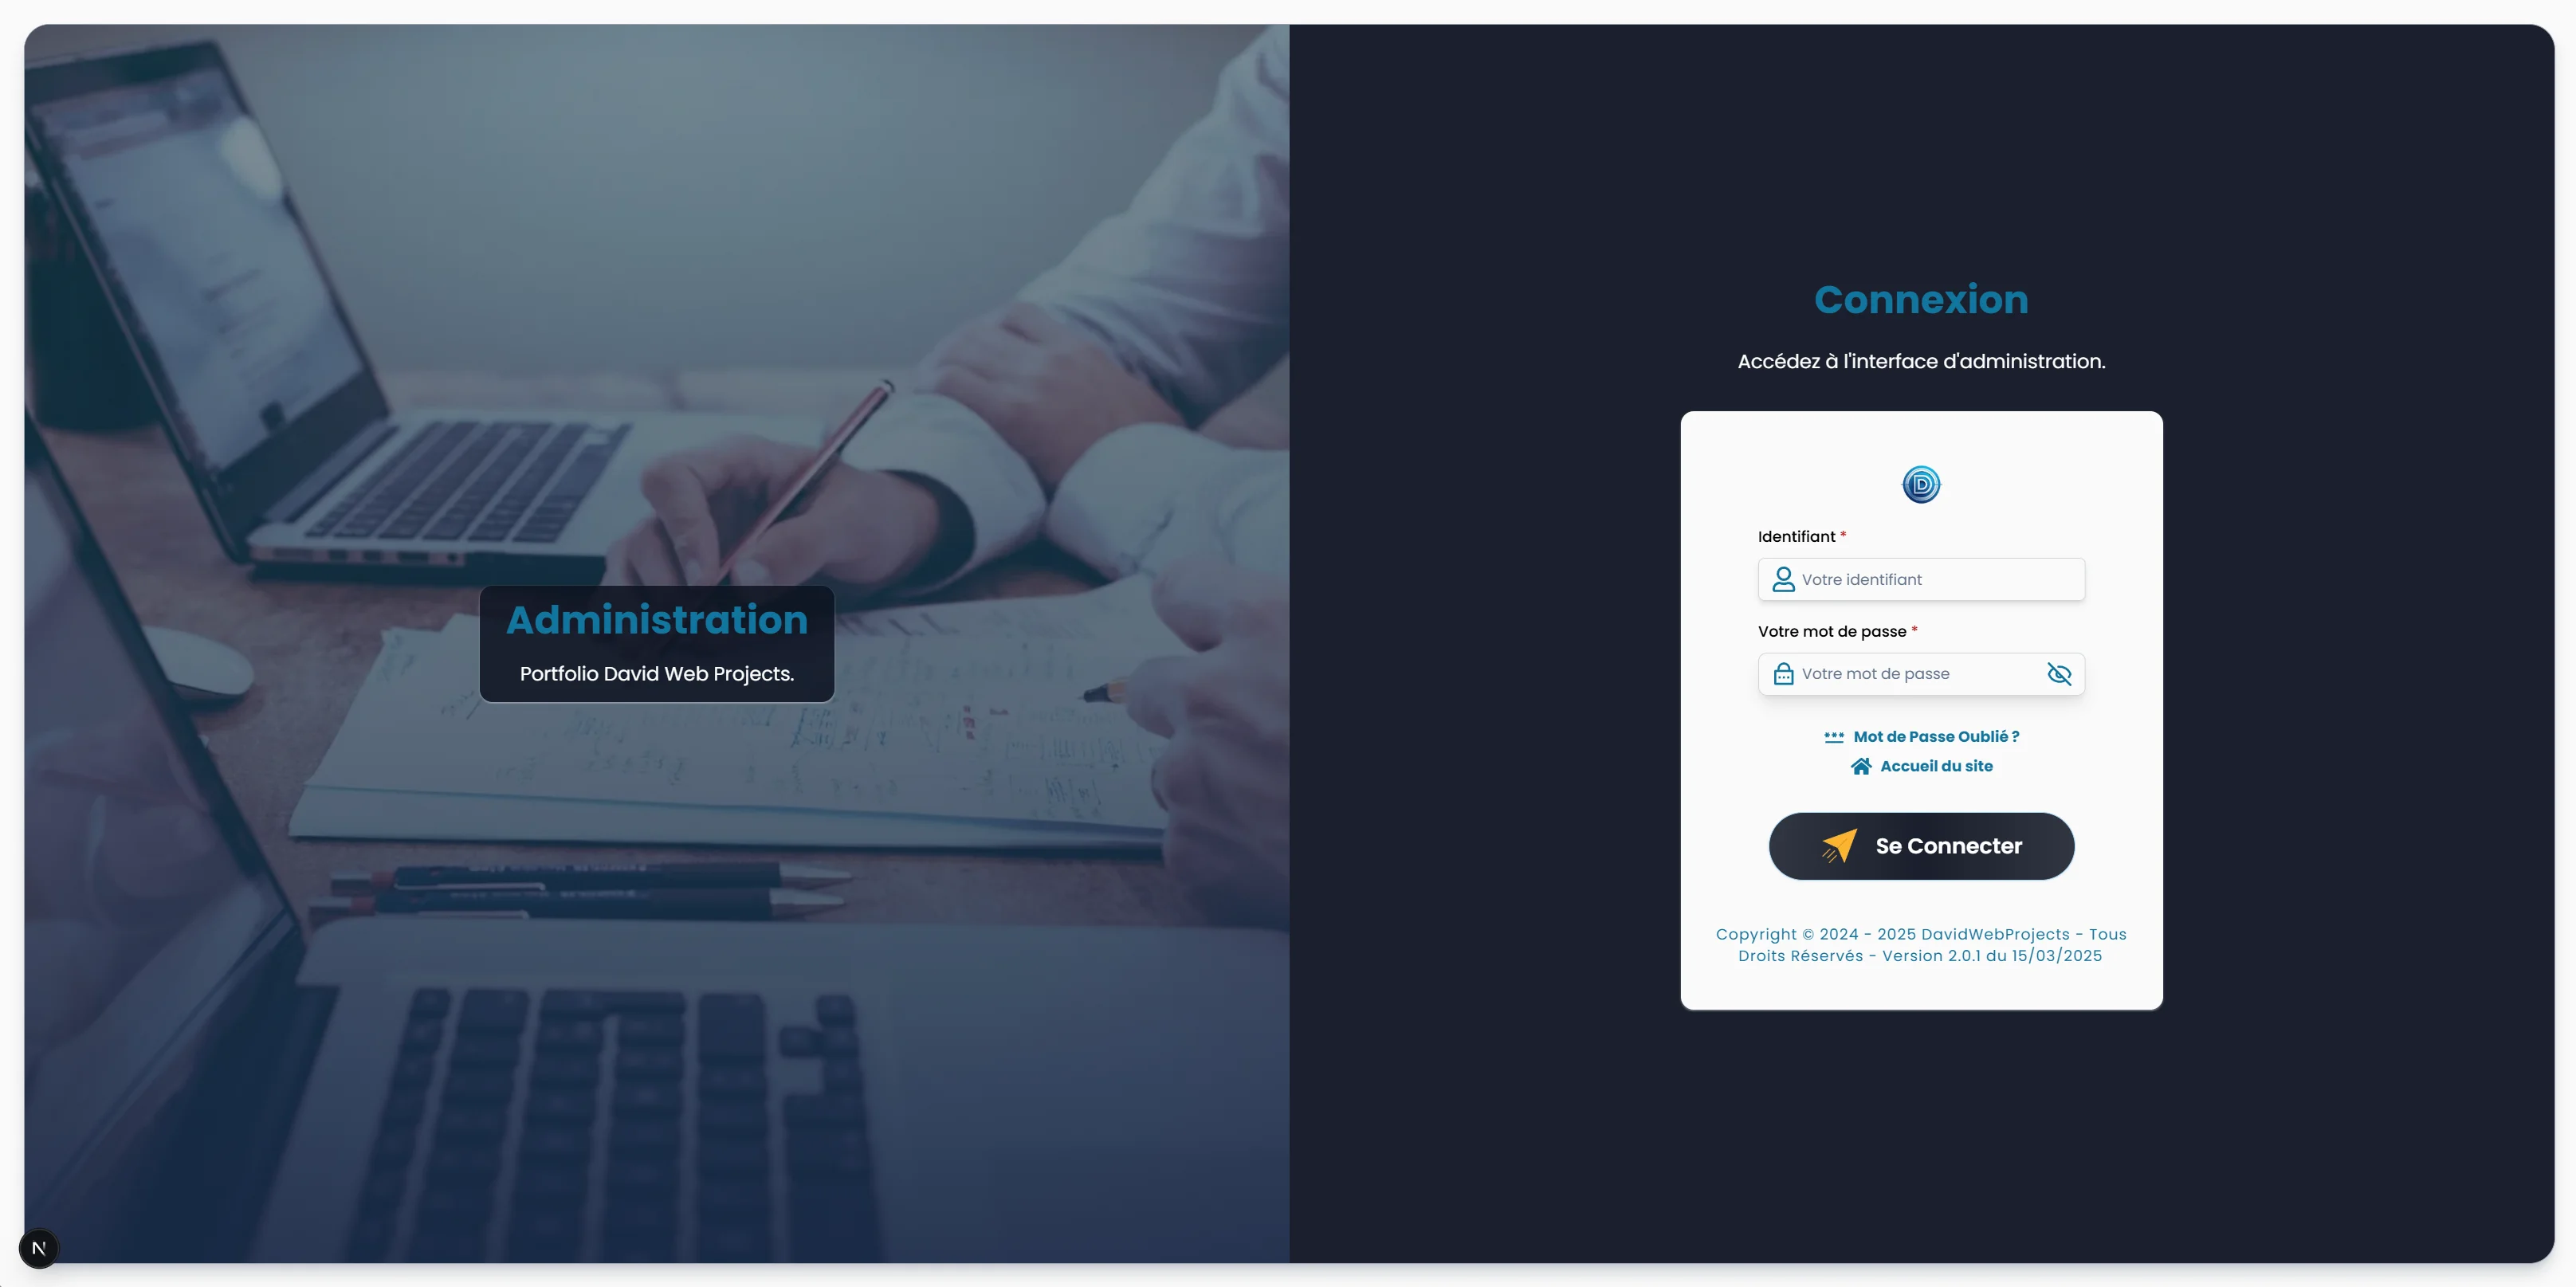 Administration
Portfolio David Web Projects.
Connexion
Accédez à l'interface d'administration.
D
Identifiant *
Votre identifiant
Votre mot de passe *
Votre mot de passe
*** Mot de Passe Oublié ?
Accueil du site
Se Connecter
Copyright © 2024 - 2025 DavidWebProjects - Tous
Droits Réservés - Version 2.0.1 du 15/03/2025
N